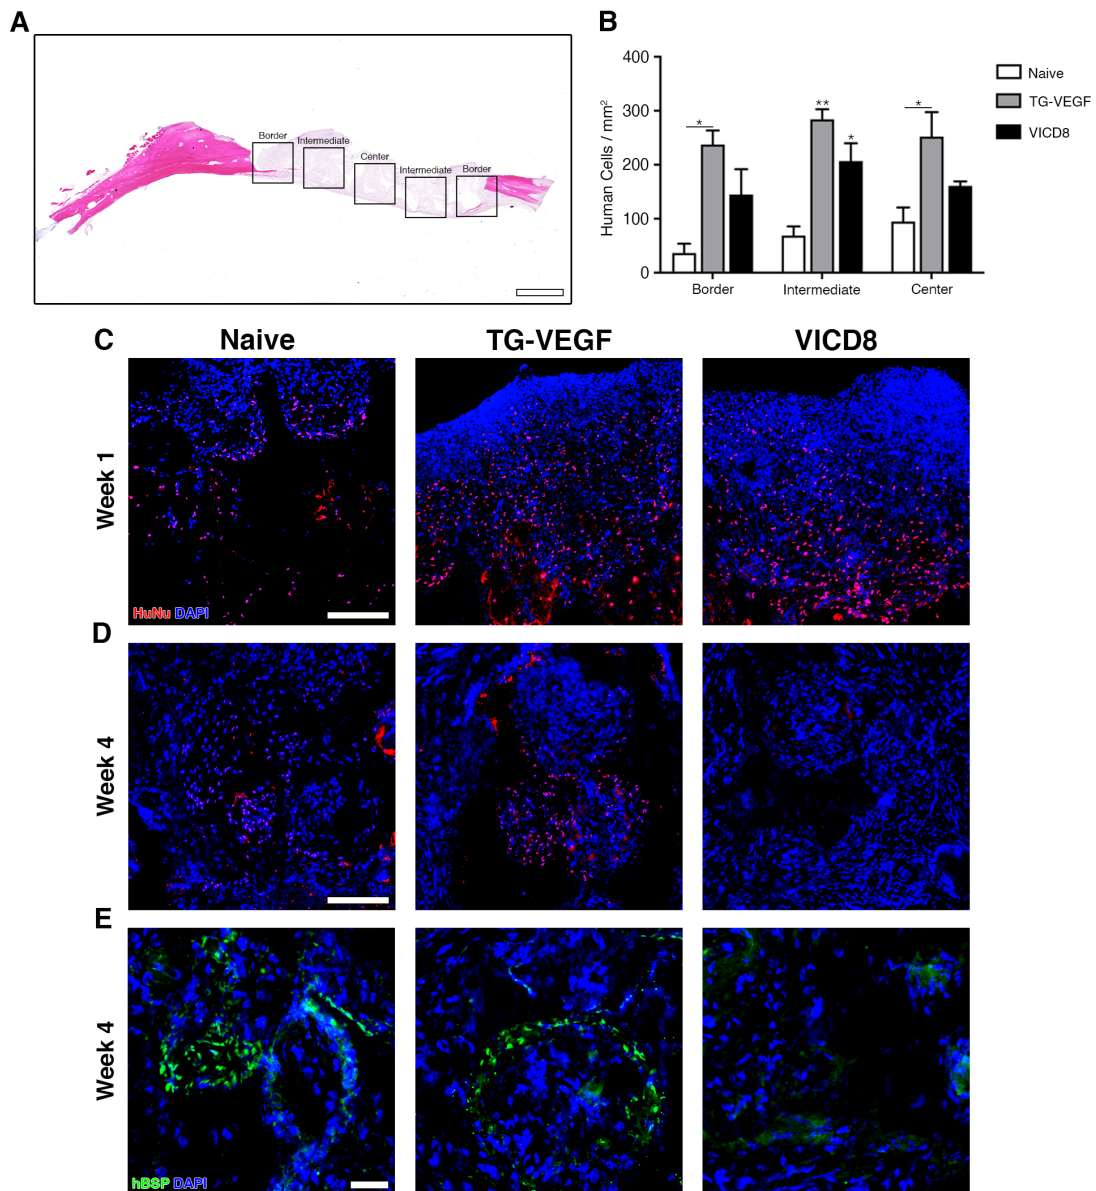 A
Border
Intermediate
Center
Intermediate
Border
B
Human Cells / mm²
400
300
200
100
0
*
**
*
*
Border
Intermediate
Center
Naive
TG-VEGF
VICD8
C
Naive
TG-VEGF
VICD8
Week 1
HuNu DAPI
D
Week 4
E
Week 4
hBSP DAPI